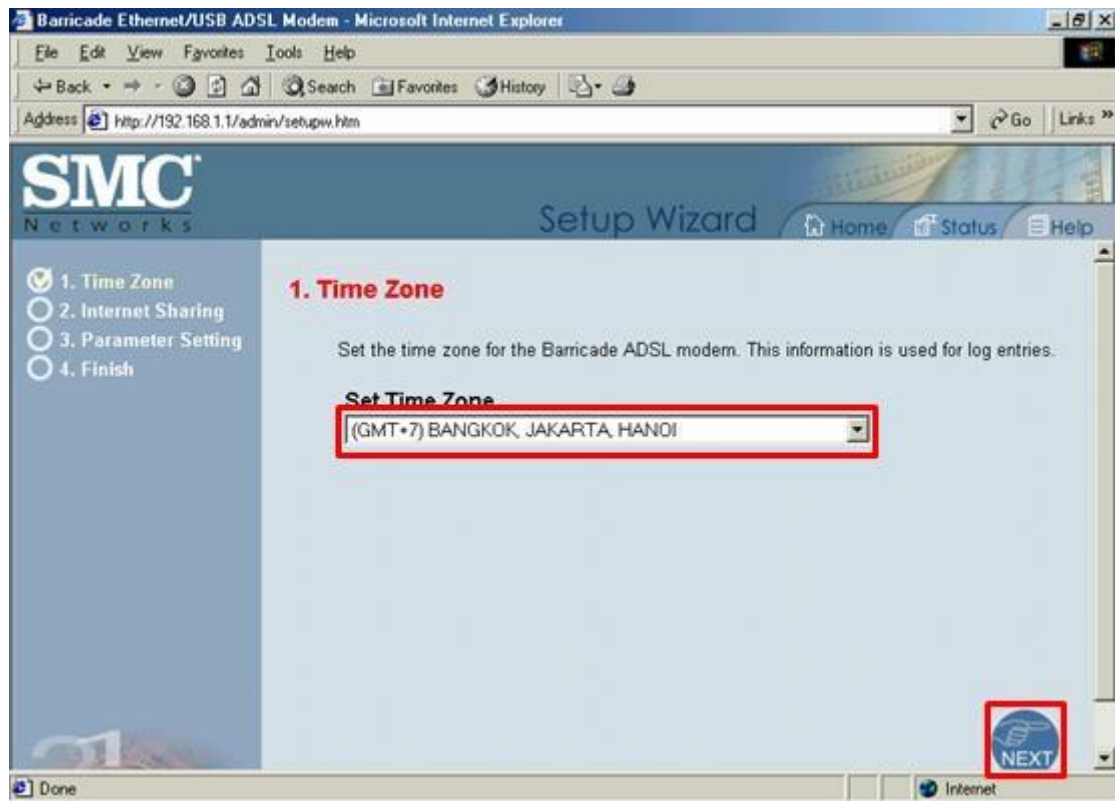 Barricade Ethernet/USB ADSL Modem - Microsoft Internet Explorer
File Edit View Favorites Tools Help
Back Search Favorites History
Address http://192.168.1.1/admin/setupw.htm Go Links »
SMC
Networks
Setup Wizard Home Status Help
1. Time Zone
2. Internet Sharing
3. Parameter Setting
4. Finish
1. Time Zone
Set the time zone for the Barricade ADSL modem. This information is used for log entries.
Set Time Zone
(GMT+7) BANGKOK, JAKARTA, HANOI
NEXT
Done Internet